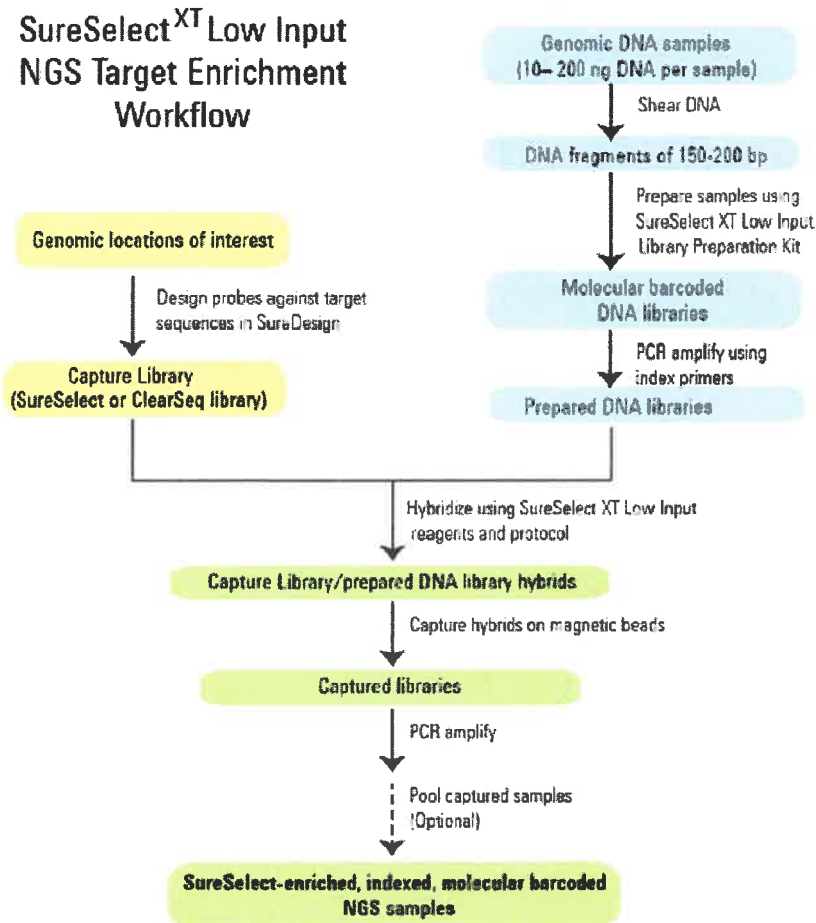 SureSelect^XT Low Input
NGS Target Enrichment
Workflow
Genomic DNA samples
(10– 200 ng DNA per sample)
Shear DNA
DNA fragments of 150-200 bp
Prepare samples using
SureSelect XT Low Input
Library Preparation Kit
Molecular barcoded
DNA libraries
PCR amplify using
index primers
Prepared DNA libraries
Genomic locations of interest
Design probes against target
sequences in SureDesign
Capture Library
(SureSelect or ClearSeq library)
Hybridize using SureSelect XT Low Input
reagents and protocol
Capture Library/prepared DNA library hybrids
Capture hybrids on magnetic beads
Captured libraries
PCR amplify
Pool captured samples
(Optional)
SureSelect-enriched, indexed, molecular barcoded
NGS samples